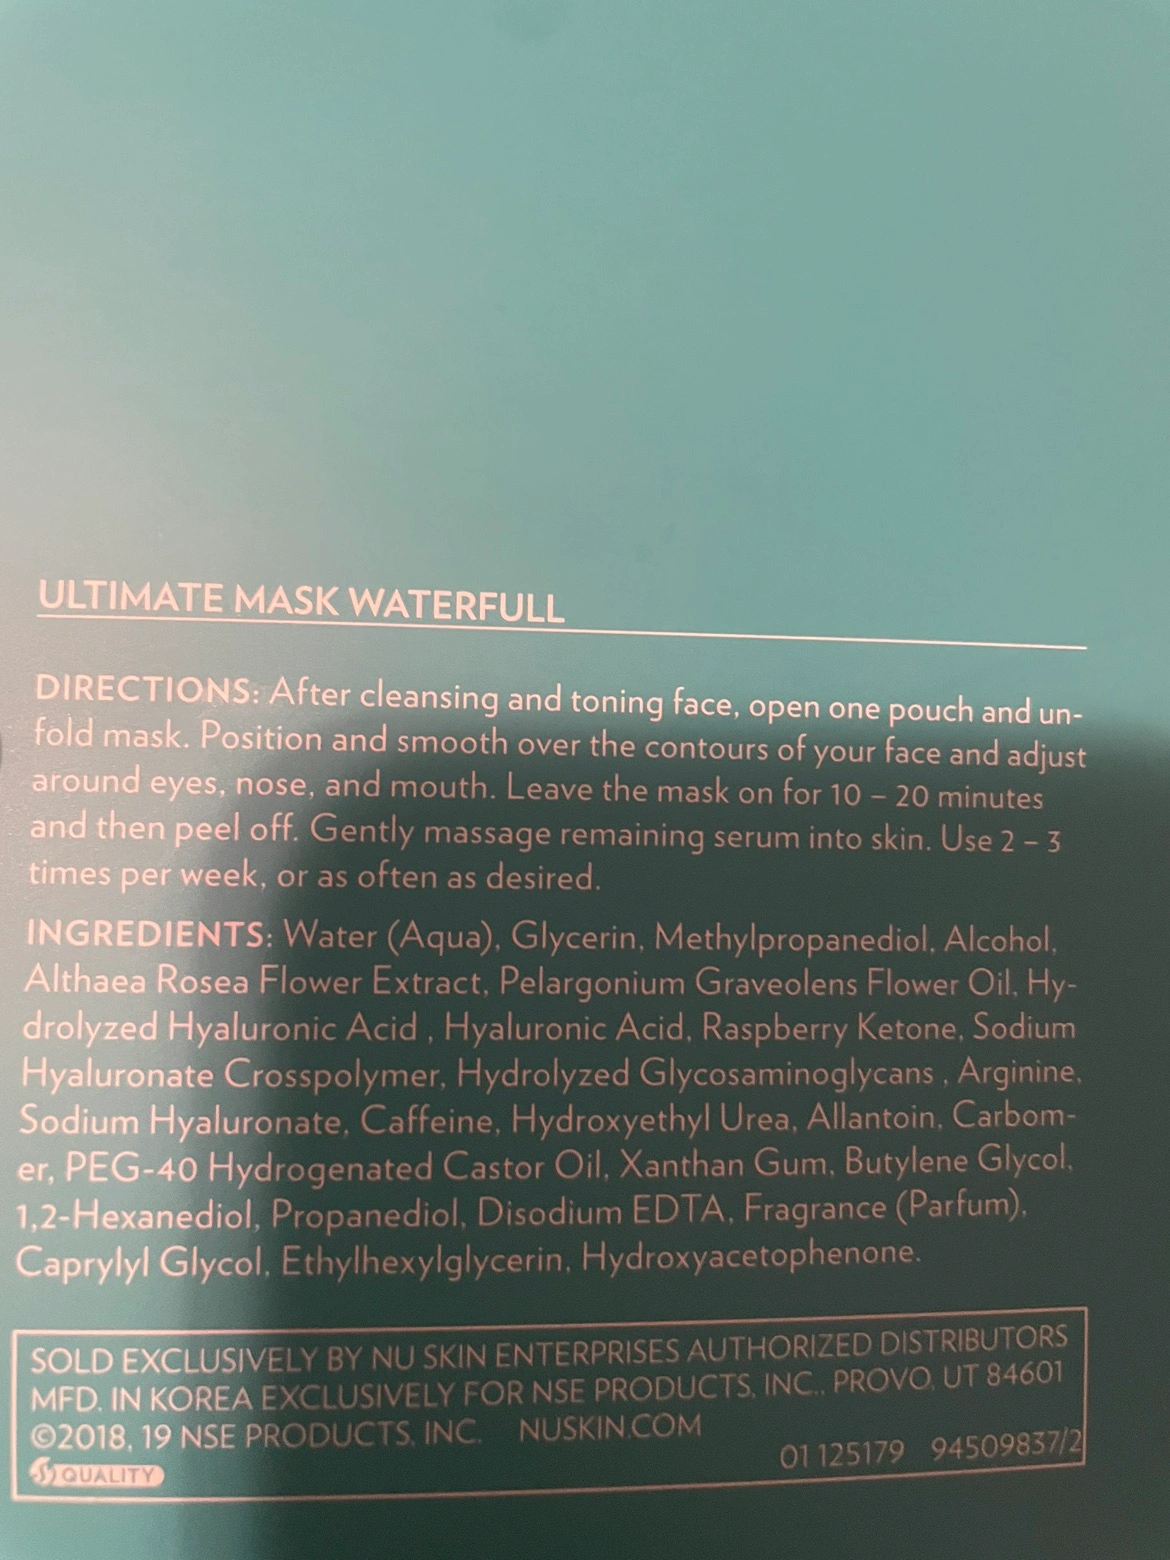 ULTIMATE MASK WATERFULL
DIRECTIONS: After cleansing and toning face, open one pouch and un-
fold mask. Position and smooth over the contours of your face and adjust
around eyes, nose, and mouth. Leave the mask on for 10 – 20 minutes
and then peel off. Gently massage remaining serum into skin. Use 2 – 3
times per week, or as often as desired.
INGREDIENTS: Water (Aqua), Glycerin, Methylpropanediol, Alcohol,
Althaea Rosea Flower Extract, Pelargonium Graveolens Flower Oil, Hy-
drolyzed Hyaluronic Acid , Hyaluronic Acid, Raspberry Ketone, Sodium
Hyaluronate Crosspolymer, Hydrolyzed Glycosaminoglycans , Arginine,
Sodium Hyaluronate, Caffeine, Hydroxyethyl Urea, Allantoin, Carbom-
er, PEG-40 Hydrogenated Castor Oil, Xanthan Gum, Butylene Glycol,
1,2-Hexanediol, Propanediol, Disodium EDTA, Fragrance (Parfum),
Caprylyl Glycol, Ethylhexylglycerin, Hydroxyacetophenone.
SOLD EXCLUSIVELY BY NU SKIN ENTERPRISES AUTHORIZED DISTRIBUTORS
MFD. IN KOREA EXCLUSIVELY FOR NSE PRODUCTS, INC., PROVO, UT 84601
©2018, 19 NSE PRODUCTS, INC. NUSKIN.COM
01 125179 94509837/2
QUALITY